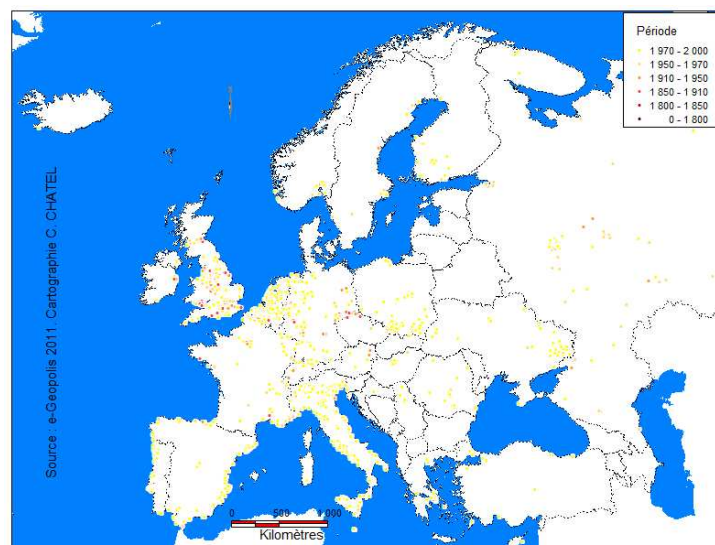 Période
1 970 - 2 000
1 950 - 1 970
1 910 - 1 950
1 850 - 1 910
1 800 - 1 850
0 - 1 800
Source : e-Geopolis 2011. Cartographie C. CHATEL
0 500 1 000
Kilomètres